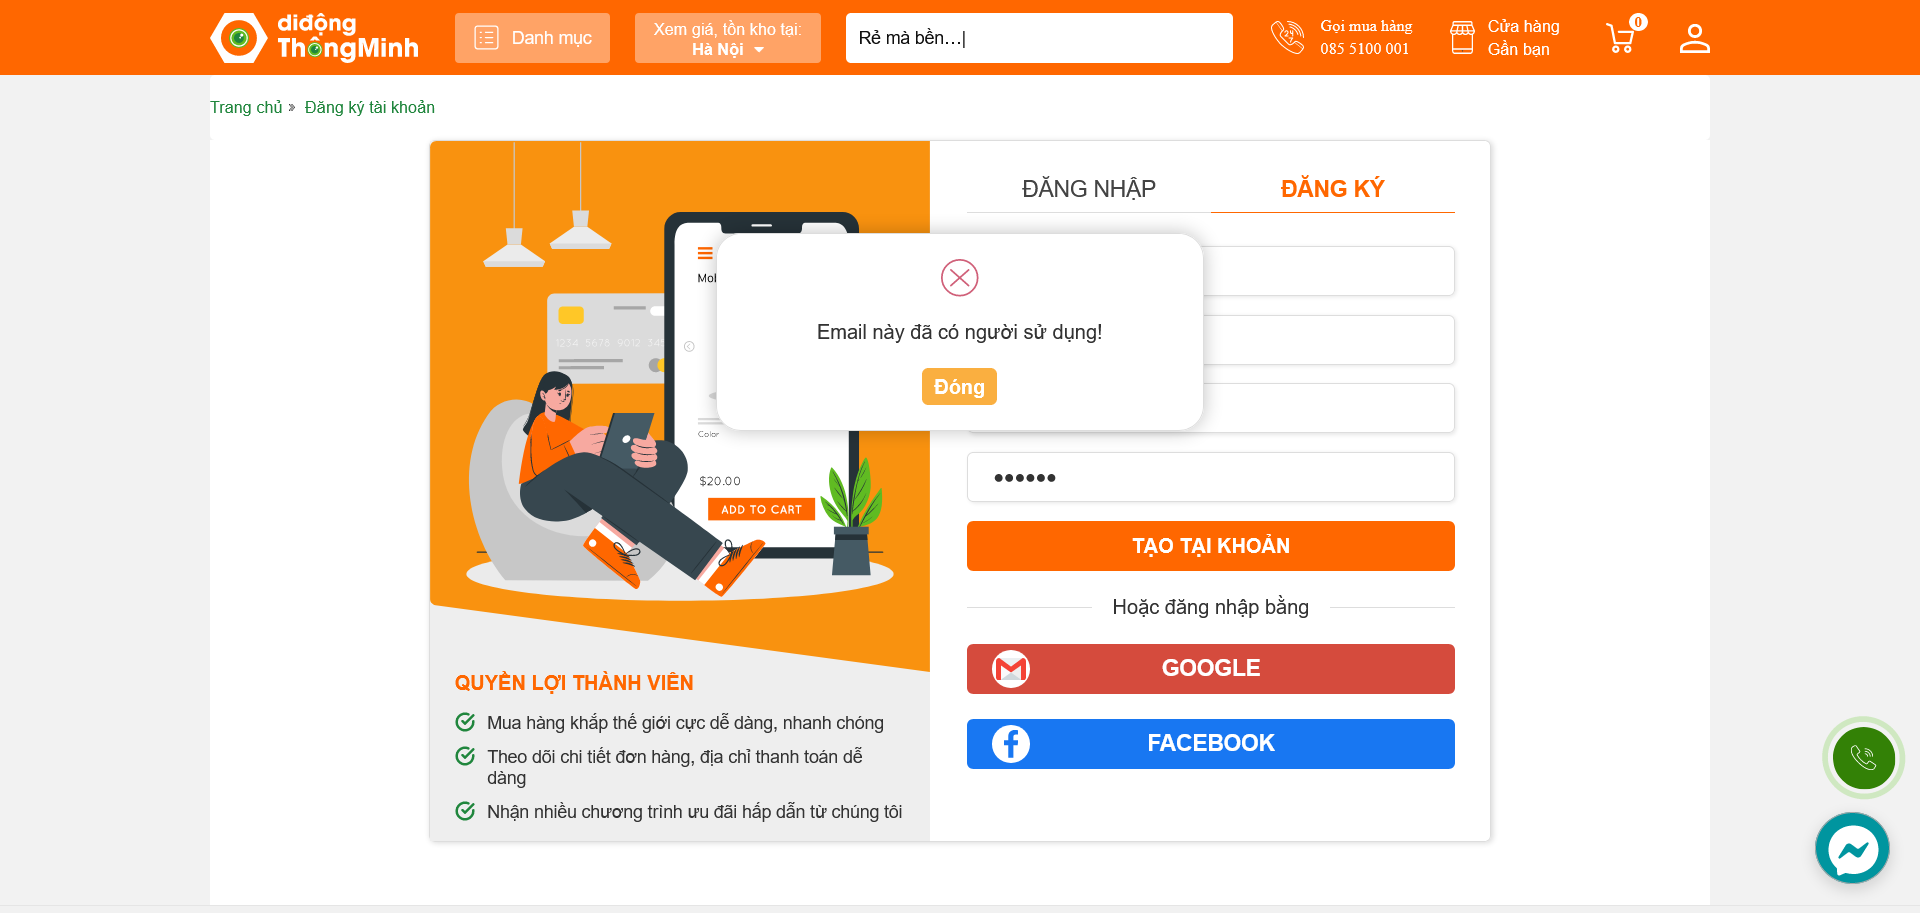 diđộng
ThôngMinh
Danh mục
Xem giá, tồn kho tại:
Hà Nội
Rẻ mà bền...|
Gọi mua hàng
085 5100 001
Cửa hàng
Gần bạn
0
Trang chủ » Đăng ký tài khoản
ĐĂNG NHẬP
ĐĂNG KÝ
Email này đã có người sử dụng!
Đóng
1234 5678 9012 345
Color
$20.00
ADD TO CART
••••••
TẠO TẠI KHOẢN
Hoặc đăng nhập bằng
GOOGLE
FACEBOOK
QUYỀN LỢI THÀNH VIÊN
Mua hàng khắp thế giới cực dễ dàng, nhanh chóng
Theo dõi chi tiết đơn hàng, địa chỉ thanh toán dễ
dàng
Nhận nhiều chương trình ưu đãi hấp dẫn từ chúng tôi